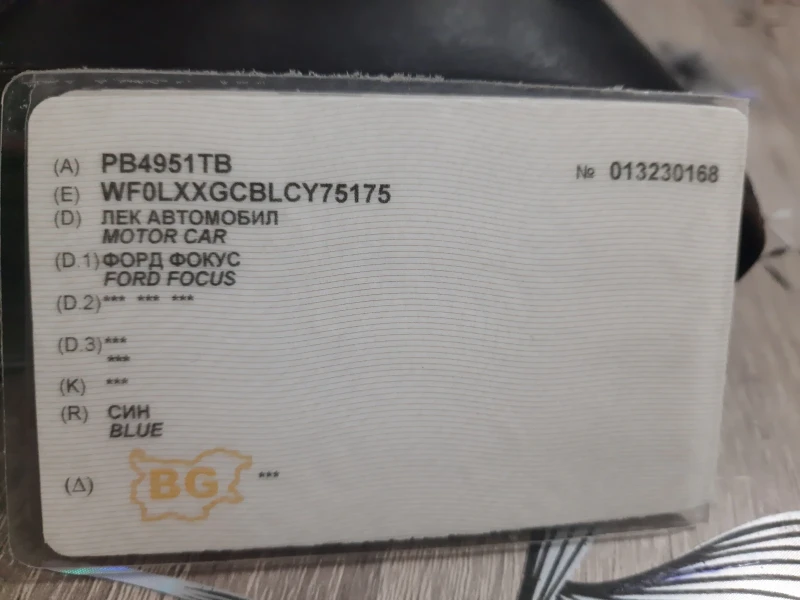 (A) PB4951TB № 013230168
(E) WF0LXXGCBLCY75175
(D) ЛЕК АВТОМОБИЛ
MOTOR CAR
(D.1) ФОРД ФОКУС
FORD FOCUS
(D.2) *** *** ***
(D.3) ***
***
(K) ***
(R) СИН
BLUE
(Δ) BG ***